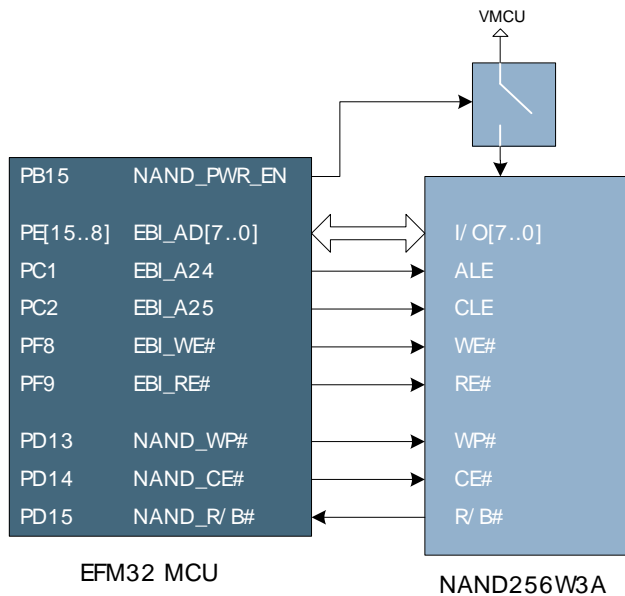 VMCU
PB15 NAND_PWR_EN
PE[15..8] EBI_AD[7..0] I/O[7..0]
PC1 EBI_A24 ALE
PC2 EBI_A25 CLE
PF8 EBI_WE# WE#
PF9 EBI_RE# RE#
PD13 NAND_WP# WP#
PD14 NAND_CE# CE#
PD15 NAND_R/B# R/B#
EFM32 MCU
NAND256W3A